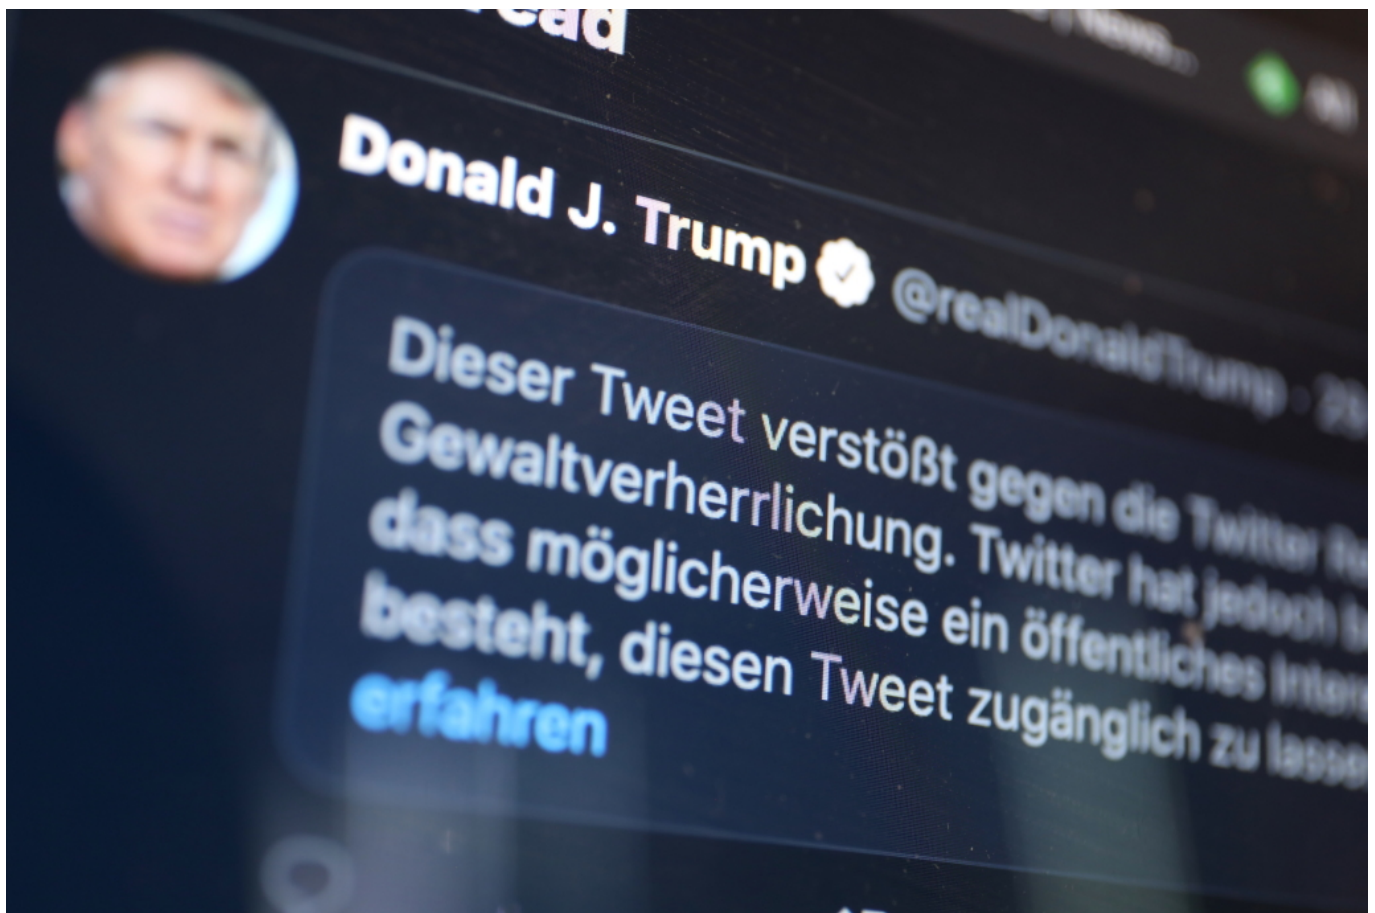 Donald J. Trump @realDonaldTrump · 29
Dieser Tweet verstößt gegen die Twitter
Gewaltverherrlichung. Twitter hat jedoch
dass möglicherweise ein öffentliches
besteht, diesen Tweet zugänglich zu
erfahren